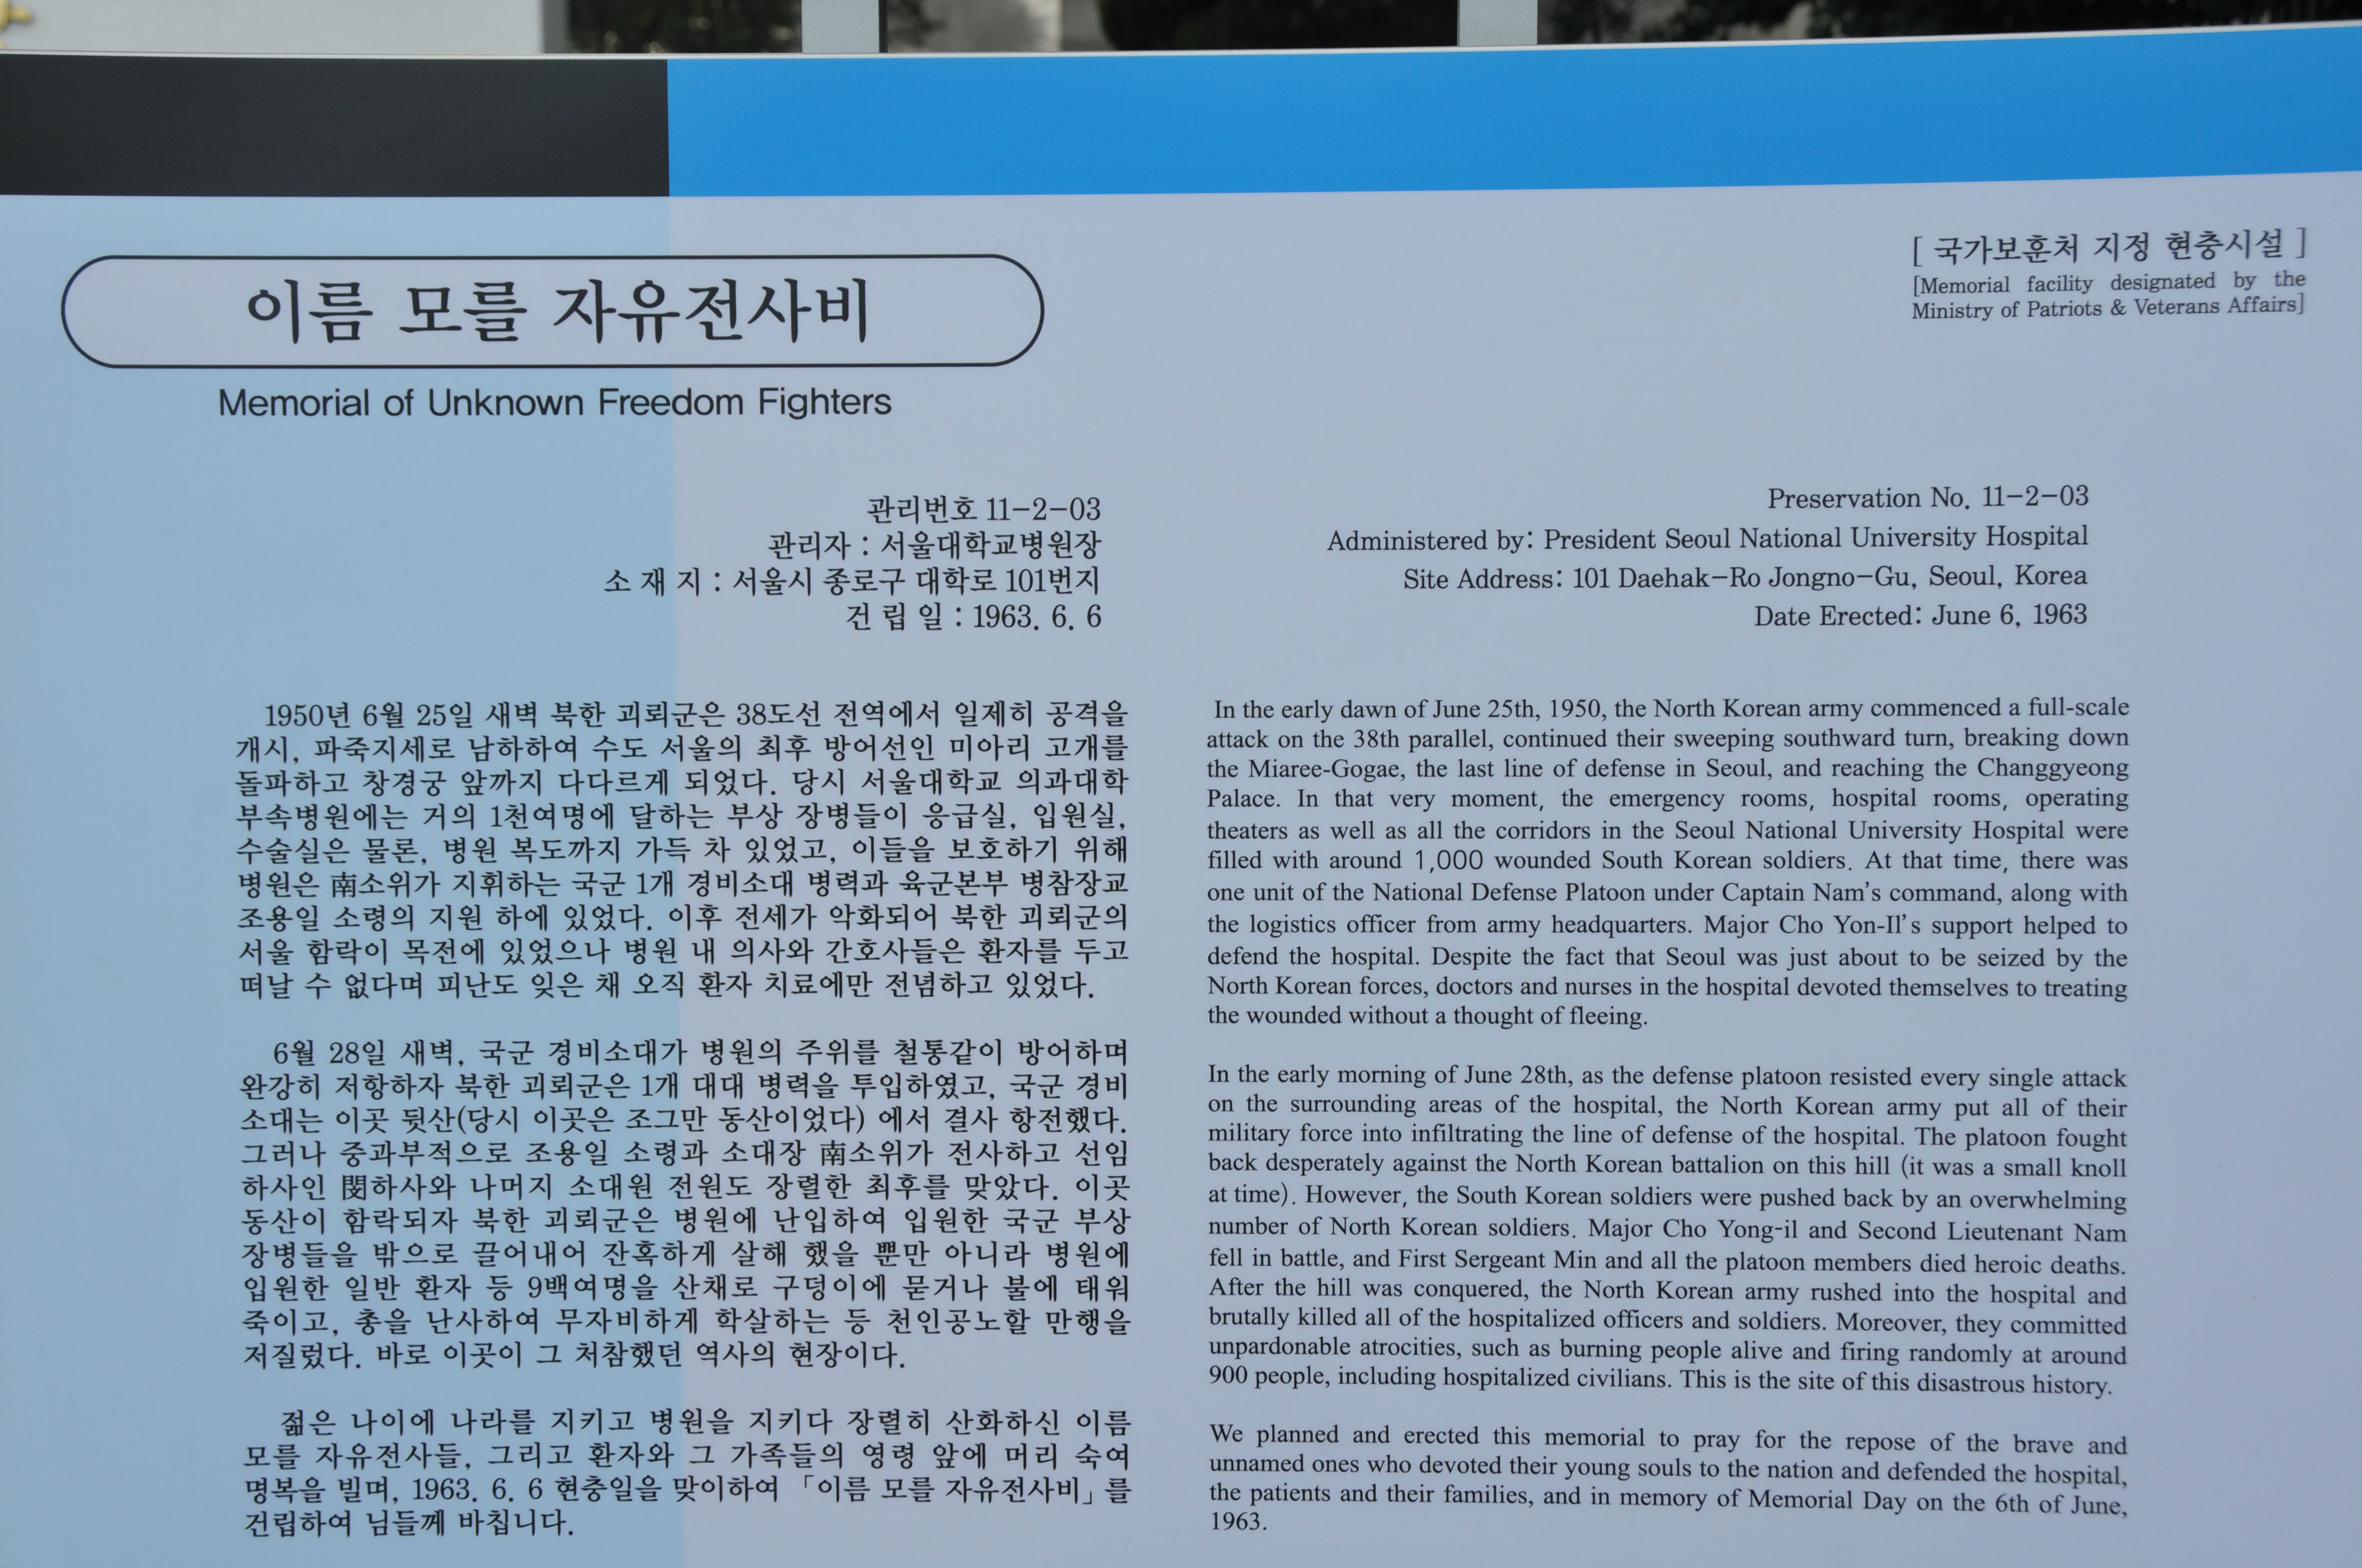 이름 모를 자유전사비
Memorial of Unknown Freedom Fighters
[ 국가보훈처 지정 현충시설 ]
[Memorial facility designated by the
Ministry of Patriots & Veterans Affairs]
관리번호 11-2-03
관리자 : 서울대학교병원장
소 재 지 : 서울시 종로구 대학로 101번지
건 립 일 : 1963. 6. 6
1950년 6월 25일 새벽 북한 괴뢰군은 38도선 전역에서 일제히 공격을
개시, 파죽지세로 남하하여 수도 서울의 최후 방어선인 미아리 고개를
돌파하고 창경궁 앞까지 다다르게 되었다. 당시 서울대학교 의과대학
부속병원에는 거의 1천여명에 달하는 부상 장병들이 응급실, 입원실,
수술실은 물론, 병원 복도까지 가득 차 있었고, 이들을 보호하기 위해
병원은 南소위가 지휘하는 국군 1개 경비소대 병력과 육군본부 병참장교
조용일 소령의 지원 하에 있었다. 이후 전세가 악화되어 북한 괴뢰군의
서울 함락이 목전에 있었으나 병원 내 의사와 간호사들은 환자를 두고
떠날 수 없다며 피난도 잊은 채 오직 환자 치료에만 전념하고 있었다.
6월 28일 새벽, 국군 경비소대가 병원의 주위를 철통같이 방어하며
완강히 저항하자 북한 괴뢰군은 1개 대대 병력을 투입하였고, 국군 경비
소대는 이곳 뒷산(당시 이곳은 조그만 동산이었다) 에서 결사 항전했다.
그러나 중과부적으로 조용일 소령과 소대장 南소위가 전사하고 선임
하사인 閔하사와 나머지 소대원 전원도 장렬한 최후를 맞았다. 이곳
동산이 함락되자 북한 괴뢰군은 병원에 난입하여 입원한 국군 부상
장병들을 밖으로 끌어내어 잔혹하게 살해 했을 뿐만 아니라 병원에
입원한 일반 환자 등 9백여명을 산채로 구덩이에 묻거나 불에 태워
죽이고, 총을 난사하여 무자비하게 학살하는 등 천인공노할 만행을
저질렀다. 바로 이곳이 그 처참했던 역사의 현장이다.
젊은 나이에 나라를 지키고 병원을 지키다 장렬히 산화하신 이름
모를 자유전사들, 그리고 환자와 그 가족들의 영령 앞에 머리 숙여
명복을 빌며, 1963. 6. 6 현충일을 맞이하여 「이름 모를 자유전사비」를
건립하여 님들께 바칩니다.
Preservation No. 11-2-03
Administered by: President Seoul National University Hospital
Site Address: 101 Daehak-Ro Jongno-Gu, Seoul, Korea
Date Erected: June 6, 1963
In the early dawn of June 25th, 1950, the North Korean army commenced a full-scale
attack on the 38th parallel, continued their sweeping southward turn, breaking down
the Miaree-Gogae, the last line of defense in Seoul, and reaching the Changgyeong
Palace. In that very moment, the emergency rooms, hospital rooms, operating
theaters as well as all the corridors in the Seoul National University Hospital were
filled with around 1,000 wounded South Korean soldiers. At that time, there was
one unit of the National Defense Platoon under Captain Nam's command, along with
the logistics officer from army headquarters. Major Cho Yon-Il's support helped to
defend the hospital. Despite the fact that Seoul was just about to be seized by the
North Korean forces, doctors and nurses in the hospital devoted themselves to treating
the wounded without a thought of fleeing.
In the early morning of June 28th, as the defense platoon resisted every single attack
on the surrounding areas of the hospital, the North Korean army put all of their
military force into infiltrating the line of defense of the hospital. The platoon fought
back desperately against the North Korean battalion on this hill (it was a small knoll
at time). However, the South Korean soldiers were pushed back by an overwhelming
number of North Korean soldiers. Major Cho Yong-il and Second Lieutenant Nam
fell in battle, and First Sergeant Min and all the platoon members died heroic deaths.
After the hill was conquered, the North Korean army rushed into the hospital and
brutally killed all of the hospitalized officers and soldiers. Moreover, they committed
unpardonable atrocities, such as burning people alive and firing randomly at around
900 people, including hospitalized civilians. This is the site of this disastrous history.
We planned and erected this memorial to pray for the repose of the brave and
unnamed ones who devoted their young souls to the nation and defended the hospital,
the patients and their families, and in memory of Memorial Day on the 6th of June,
1963.